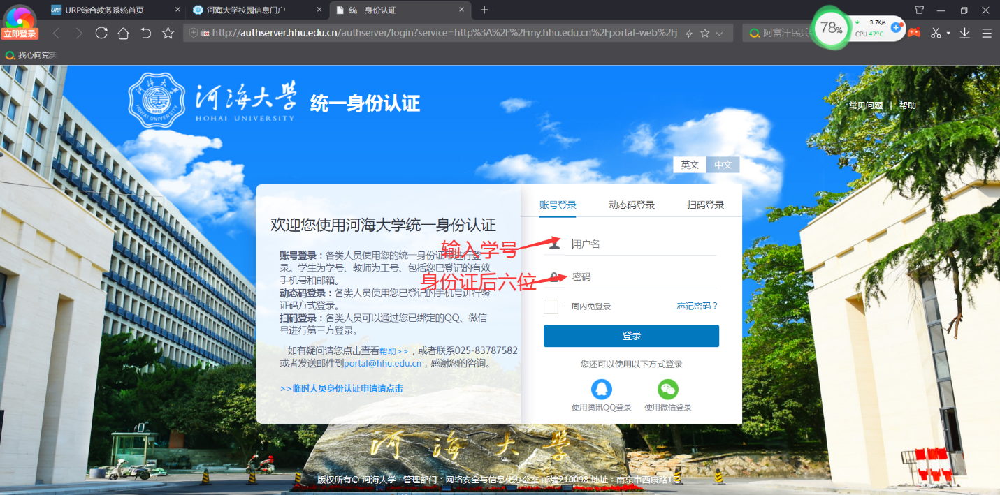 URP URP综合教务系统首页
河海大学校园信息门户
统一身份认证
立即登录
http://authserver.hhu.edu.cn/authserver/login?service=http%3A%2F%2Fmy.hhu.edu.cn%2Fportal-web%2Fj
阿富汗民兵
78%
3.7K/s
CPU 47°C
我心向党美
河海大学
HOHAI UNIVERSITY
1915
河海大学
HOHAI UNIVERSITY
统一身份认证
常见问题 | 帮助
英文 中文
欢迎您使用河海大学统一身份认证
账号登录：各类人员使用您的统一身份证号进行登
录。学生为学号、教师为工号、包括您已登记的有效
手机号和邮箱。
动态码登录：各类人员使用您已登记的手机号进行验
证码方式登录。
扫码登录：各类人员可以通过您已绑定的QQ、微信
号进行第三方登录。
如有疑问请您点击查看帮助>>，或者联系025-83787582
或者发送邮件到portal@hhu.edu.cn，感谢您的咨询。
>>临时人员身份认证申请请点击
输入学号
身份证后六位
账号登录 动态码登录 扫码登录
用户名
密码
一周内免登录 忘记密码？
登录
您还可以使用以下方式登录
使用腾讯QQ登录 使用微信登录
河海大学
版权所有© 河海大学 · 管理部门：网络安全与信息化办公室 邮编210098 地址：南京市西康路1号